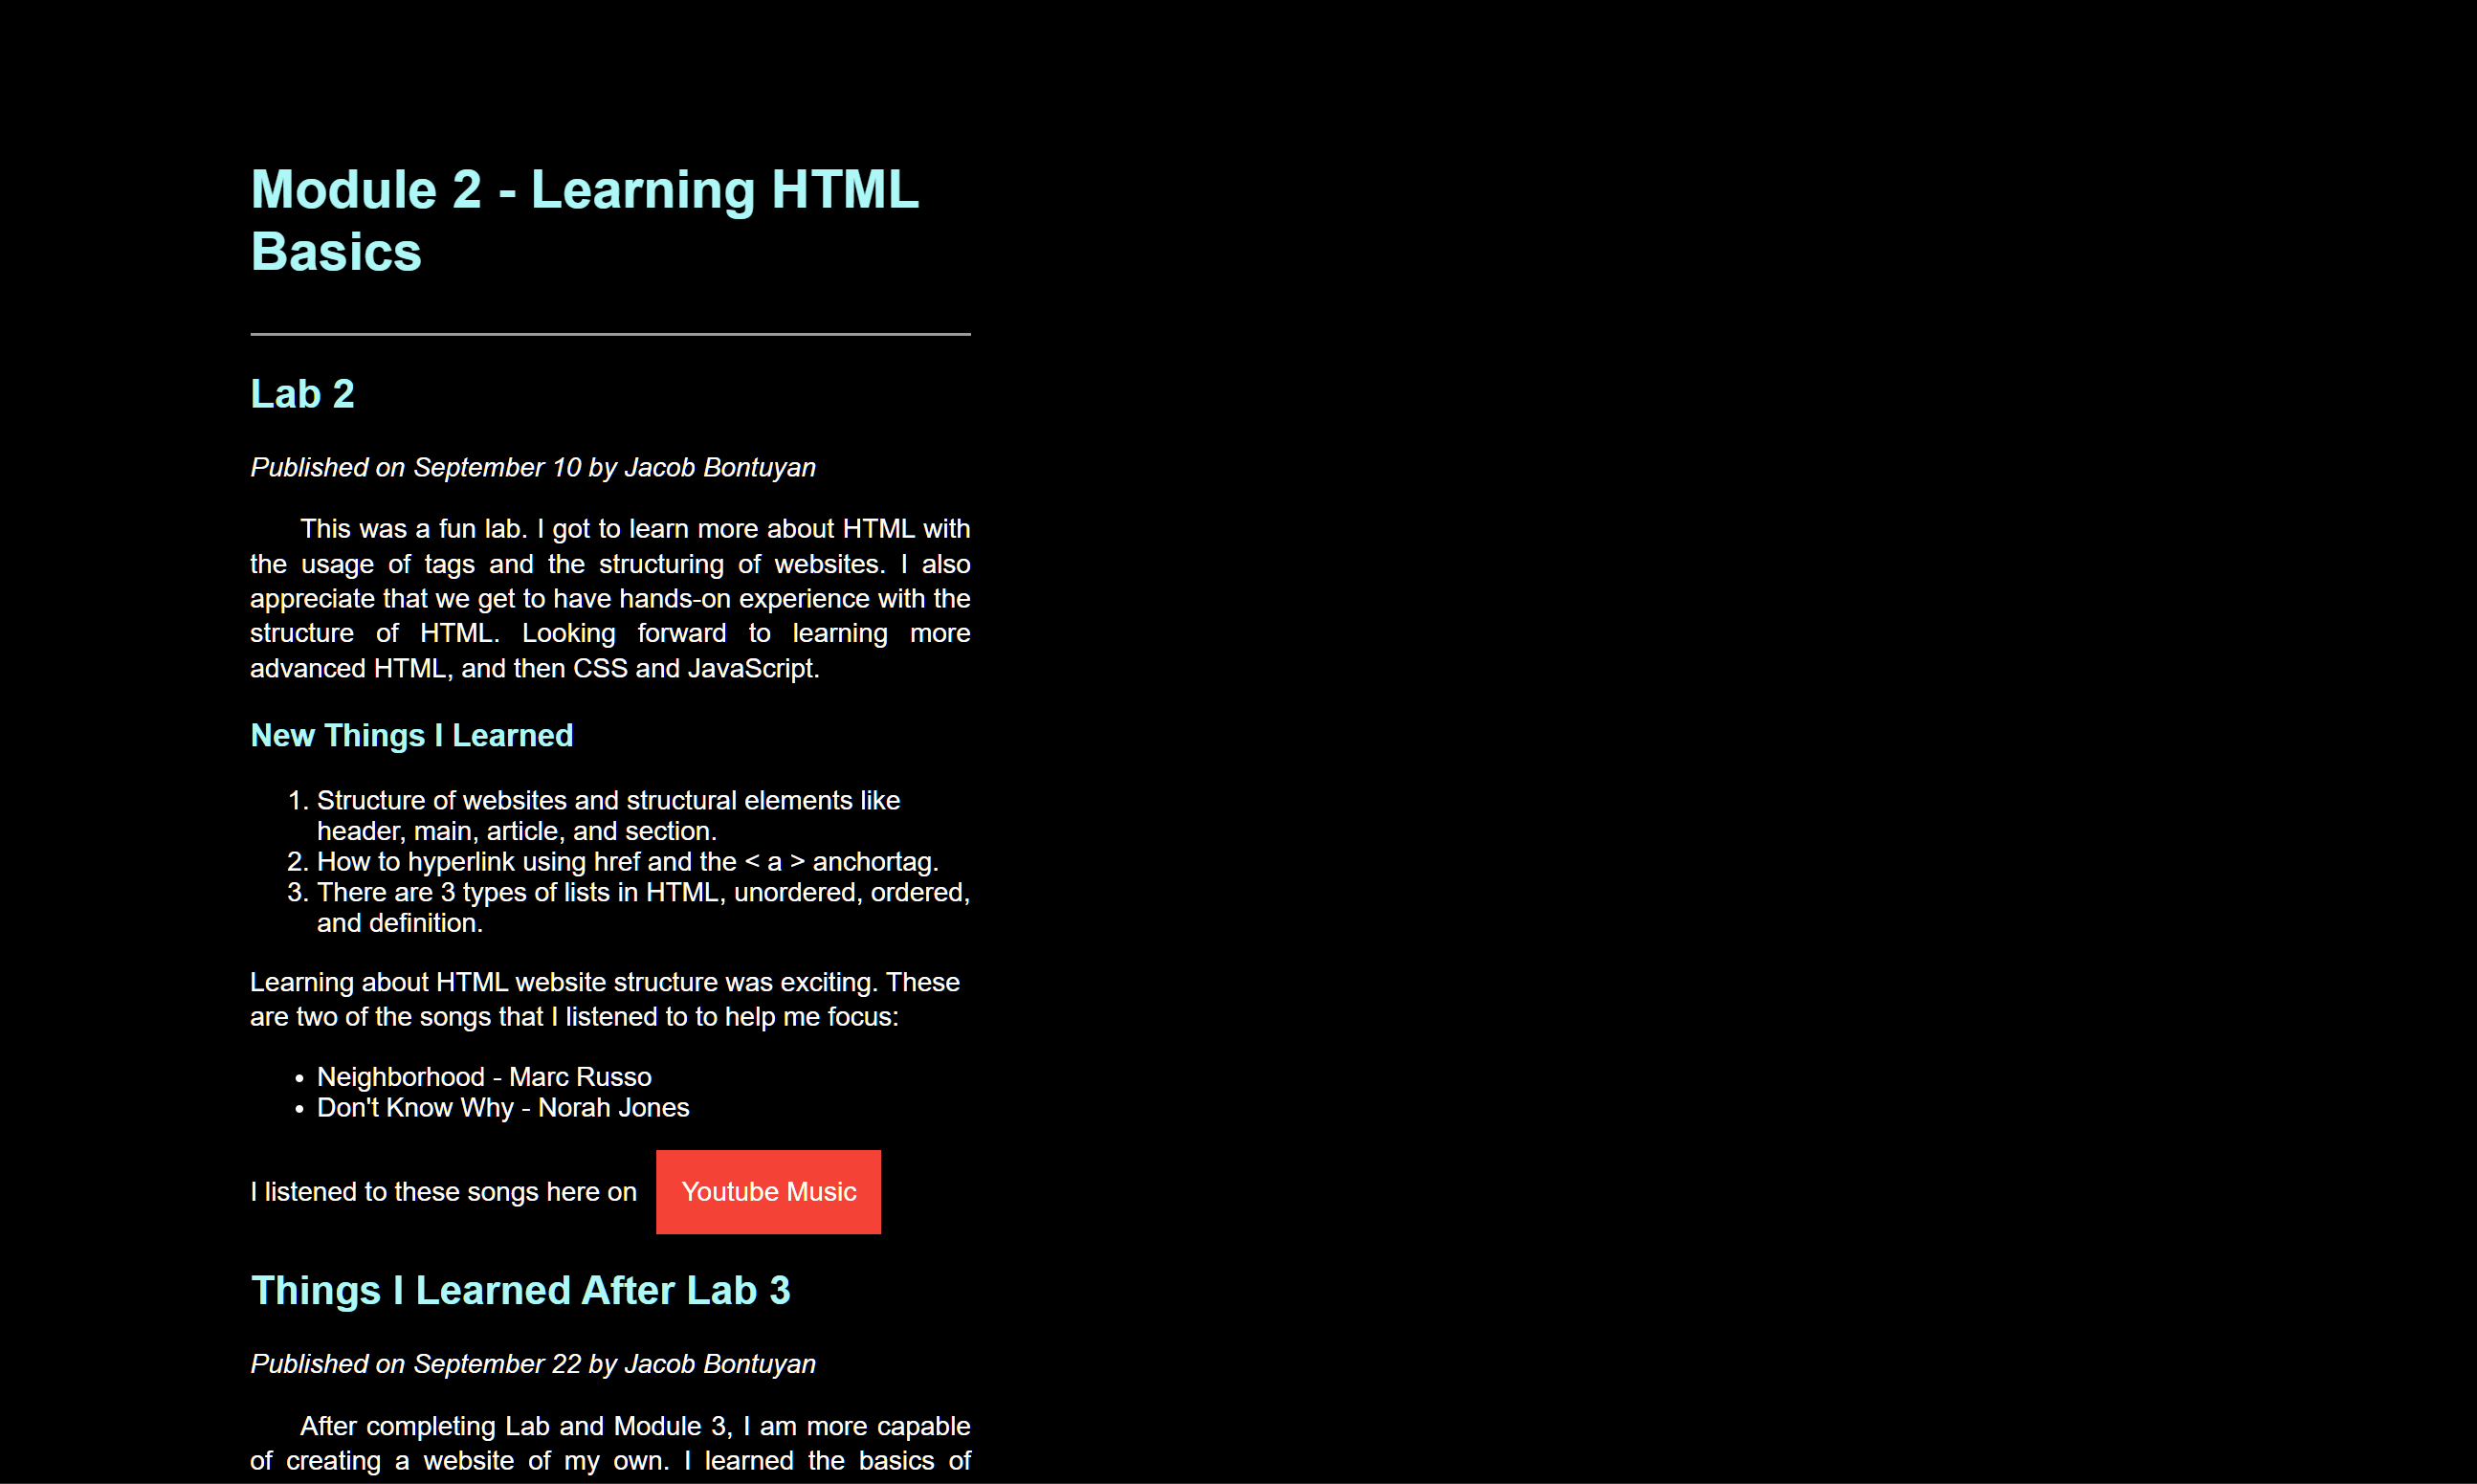 Module 2 - Learning HTML
Basics
Lab 2
Published on September 10 by Jacob Bontuyan
This was a fun lab. I got to learn more about HTML with
the usage of tags and the structuring of websites. I also
appreciate that we get to have hands-on experience with the
structure of HTML. Looking forward to learning more
advanced HTML, and then CSS and JavaScript.
New Things I Learned
1. Structure of websites and structural elements like
header, main, article, and section.
2. How to hyperlink using href and the < a > anchortag.
3. There are 3 types of lists in HTML, unordered, ordered,
and definition.
Learning about HTML website structure was exciting. These
are two of the songs that I listened to to help me focus:
• Neighborhood - Marc Russo
• Don't Know Why - Norah Jones
I listened to these songs here on Youtube Music
Things I Learned After Lab 3
Published on September 22 by Jacob Bontuyan
After completing Lab and Module 3, I am more capable
of creating a website of my own. I learned the basics of